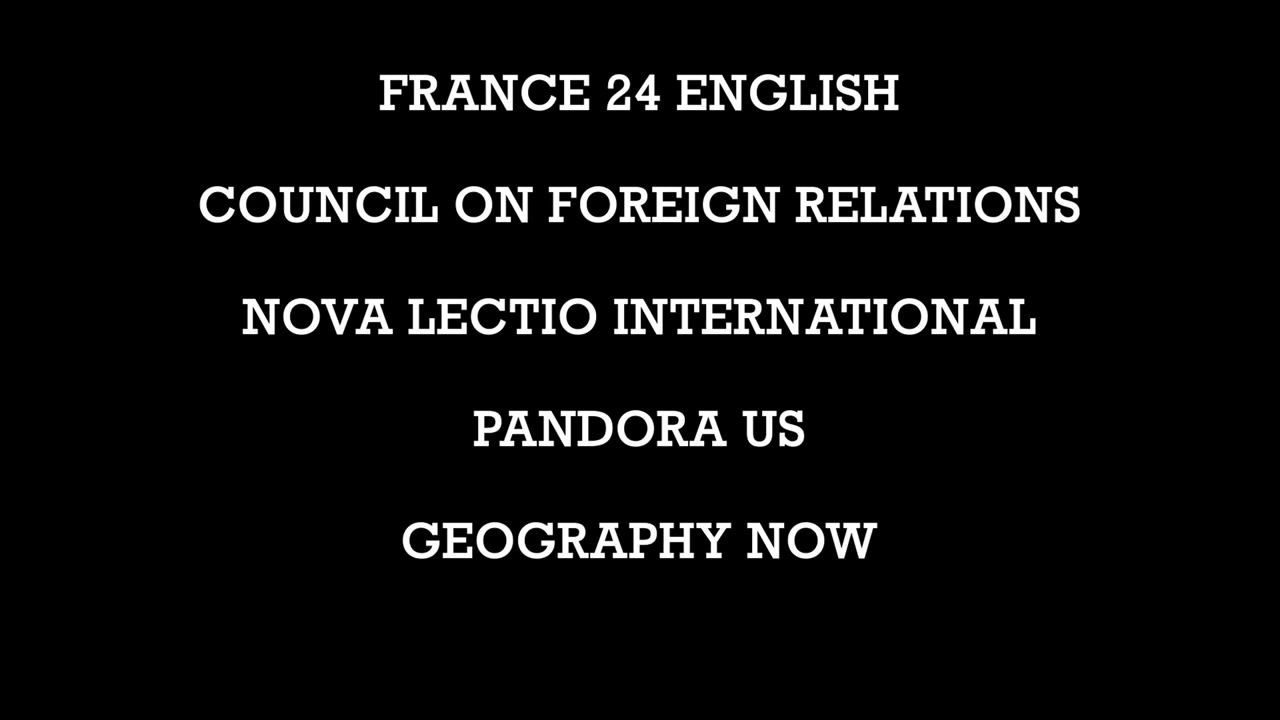 FRANCE 24 ENGLISH
COUNCIL ON FOREIGN RELATIONS
NOVA LECTIO INTERNATIONAL
PANDORA US
GEOGRAPHY NOW